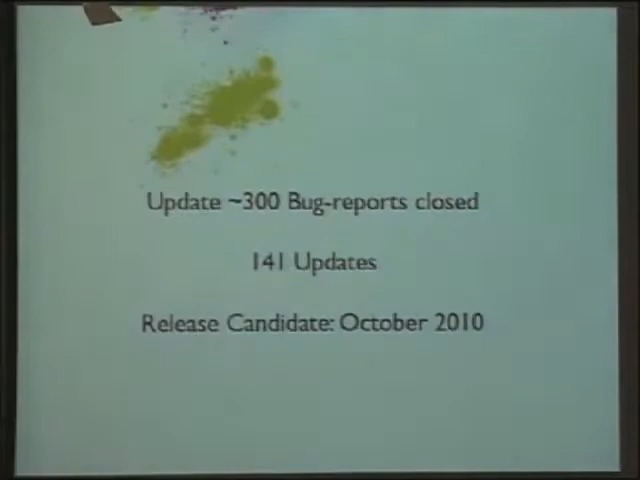 Update ~300 Bug-reports closed
141 Updates
Release Candidate: October 2010